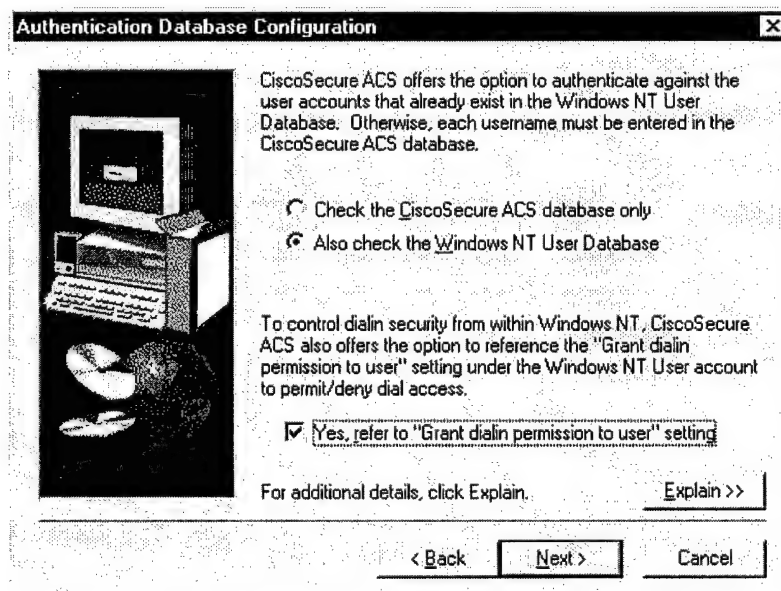 Authentication Database Configuration
CiscoSecure ACS offers the option to authenticate against the
user accounts that already exist in the Windows NT User
Database. Otherwise, each username must be entered in the
CiscoSecure ACS database.
Check the CiscoSecure ACS database only
Also check the Windows NT User Database
To control dialin security from within Windows NT, CiscoSecure
ACS also offers the option to reference the "Grant dialin
permission to user" setting under the Windows NT User account
to permit/deny dial access.
Yes, refer to "Grant dialin permission to user" setting
For additional details, click Explain.
Explain >>
< Back
Next >
Cancel